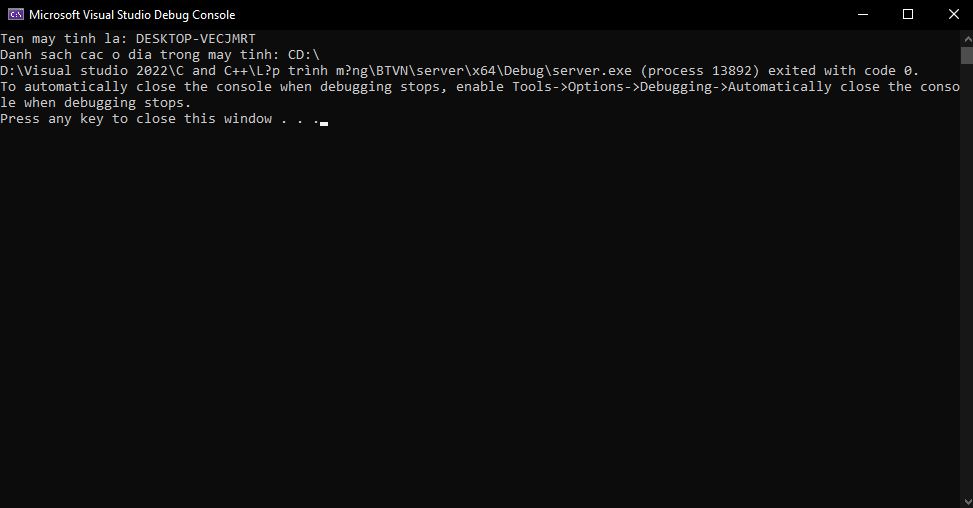 Microsoft Visual Studio Debug Console
Ten may tinh la: DESKTOP-VECJMRT
Danh sach cac o dia trong may tinh: CD:\
D:\Visual studio 2022\C and C++\L?p trình m?ng\BTVN\server\x64\Debug\server.exe (process 13892) exited with code 0.
To automatically close the console when debugging stops, enable Tools->Options->Debugging->Automatically close the conso
le when debugging stops.
Press any key to close this window . . .